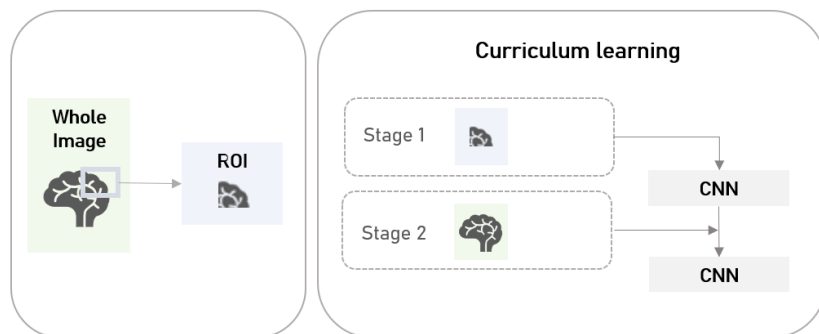 Whole
Image
ROI
Curriculum learning
Stage 1
CNN
Stage 2
CNN